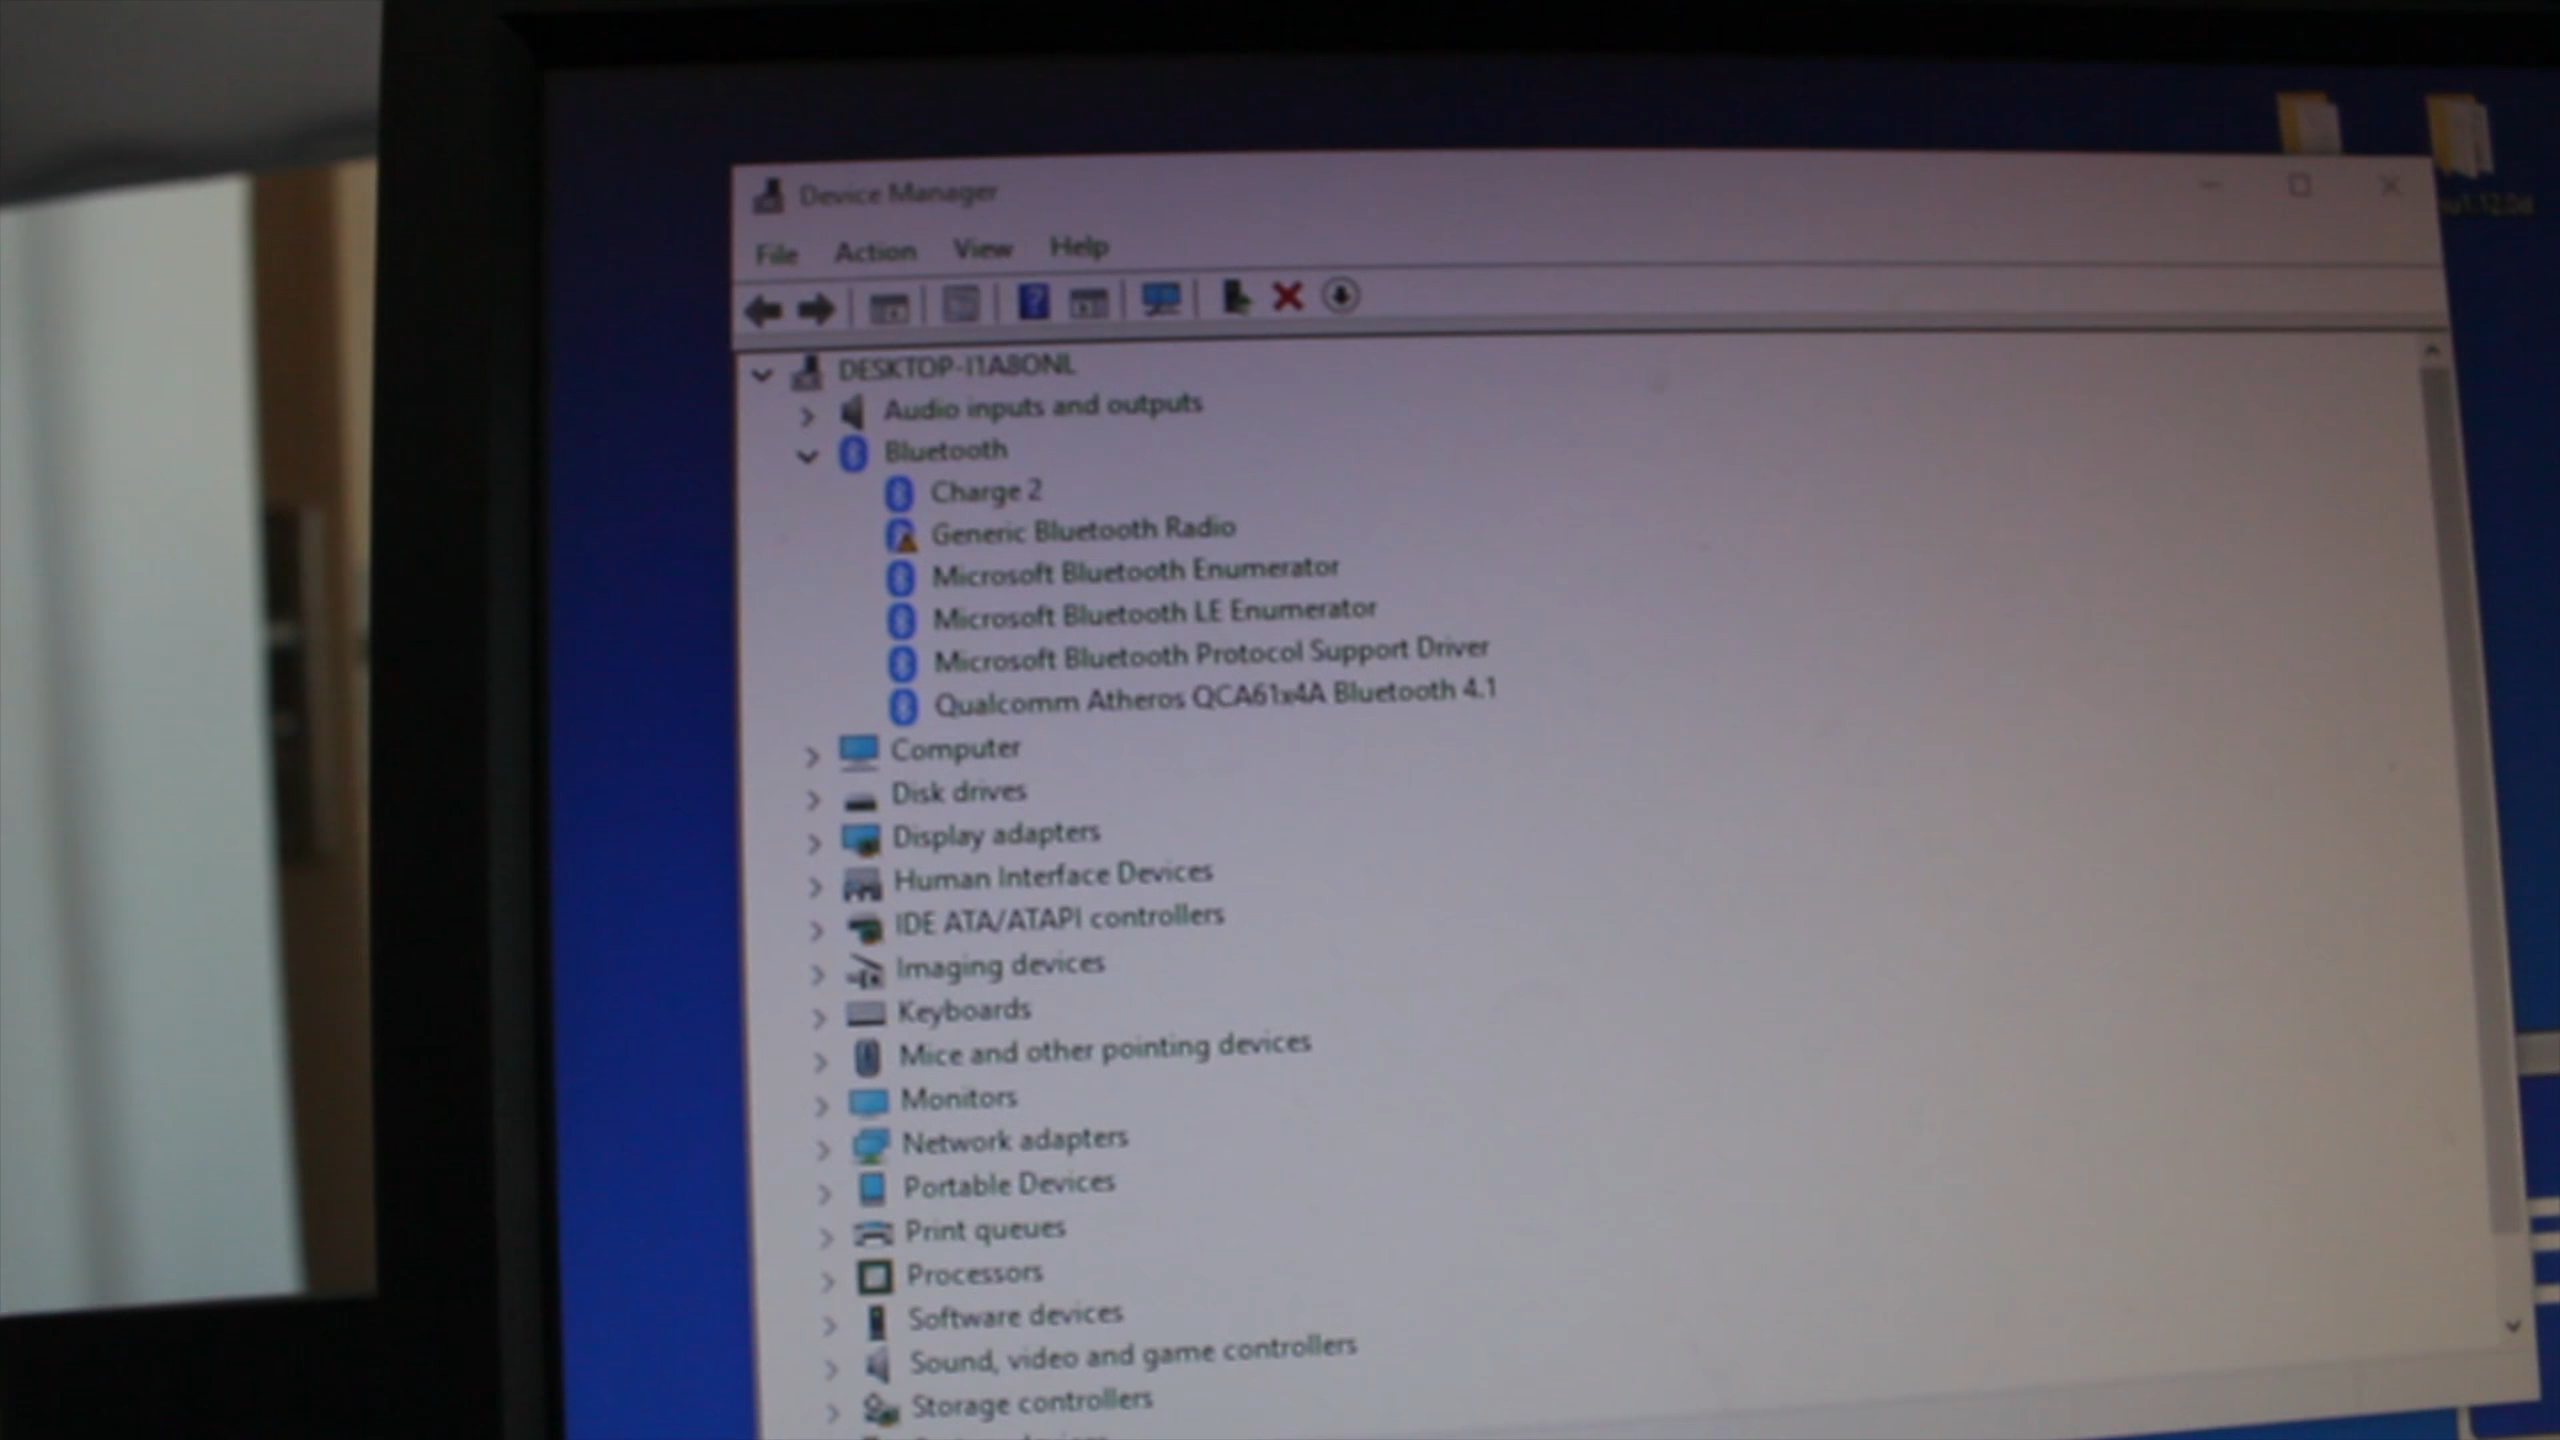 Device Manager
File Action View Help
DESKTOP-I1A8ONL
Audio inputs and outputs
Bluetooth
Charge 2
Generic Bluetooth Radio
Microsoft Bluetooth Enumerator
Microsoft Bluetooth LE Enumerator
Microsoft Bluetooth Protocol Support Driver
Qualcomm Atheros QCA61x4A Bluetooth 4.1
Computer
Disk drives
Display adapters
Human Interface Devices
IDE ATA/ATAPI controllers
Imaging devices
Keyboards
Mice and other pointing devices
Monitors
Network adapters
Portable Devices
Print queues
Processors
Software devices
Sound, video and game controllers
Storage controllers